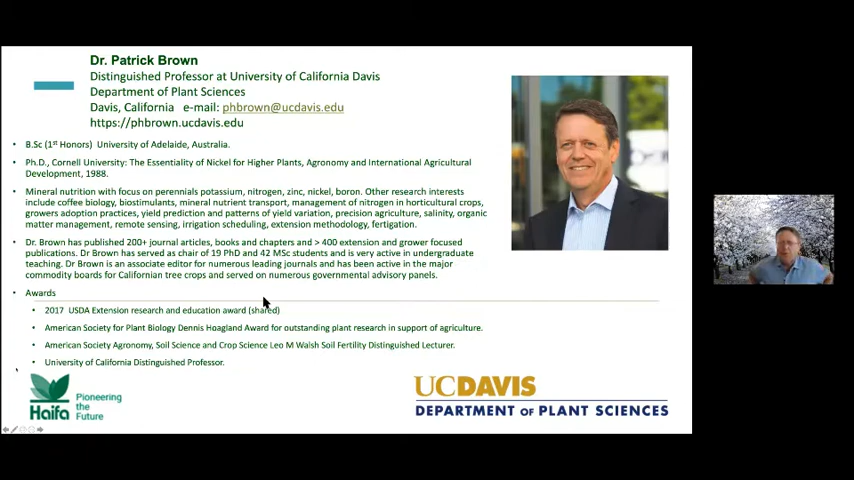 Dr. Patrick Brown
Distinguished Professor at University of California Davis
Department of Plant Sciences
Davis, California e-mail: phbrown@ucdavis.edu
https://phbrown.ucdavis.edu
• B.Sc (1st Honors) University of Adelaide, Australia.
• Ph.D., Cornell University: The Essentiality of Nickel for Higher Plants, Agronomy and International Agricultural
Development, 1988.
• Mineral nutrition with focus on perennials potassium, nitrogen, zinc, nickel, boron. Other research interests
include coffee biology, biostimulants, mineral nutrient transport, management of nitrogen in horticultural crops,
growers adoption practices, yield prediction and patterns of yield variation, precision agriculture, salinity, organic
matter management, remote sensing, irrigation scheduling, extension methodology, fertigation.
• Dr. Brown has published 200+ journal articles, books and chapters and > 400 extension and grower focused
publications. Dr Brown has served as chair of 19 PhD and 42 MSc students and is very active in undergraduate
teaching. Dr Brown is an associate editor for numerous leading journals and has been active in the major
commodity boards for Californian tree crops and served on numerous governmental advisory panels.
• Awards
• 2017 USDA Extension research and education award (shared)
• American Society for Plant Biology Dennis Hoagland Award for outstanding plant research in support of agriculture.
• American Society Agronomy, Soil Science and Crop Science Leo M Walsh Soil Fertility Distinguished Lecturer.
• University of California Distinguished Professor.
Haifa
Pioneering
the
Future
UCDAVIS
DEPARTMENT OF PLANT SCIENCES